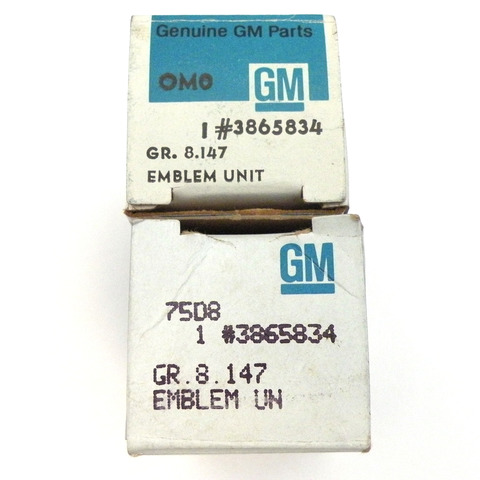 Genuine GM Parts
OMO
GM
1 #3865834
GR. 8.147
EMBLEM UNIT
GM
75D8
1 #3865834
GR.8.147
EMBLEM UN